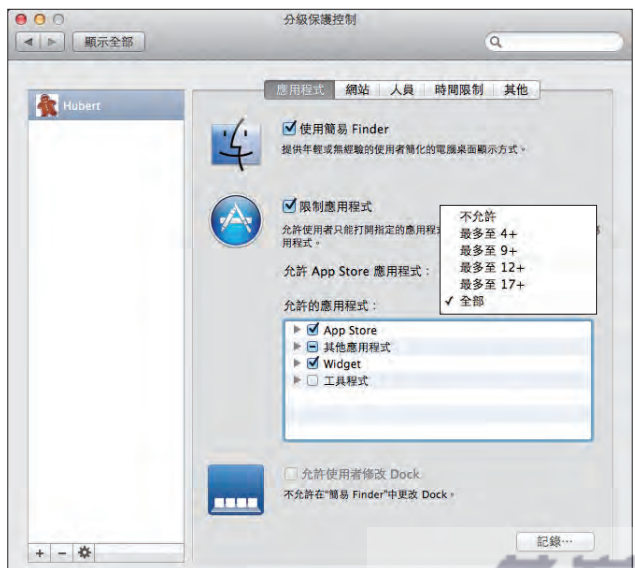 分級保護控制
顯示全部
Hubert
應用程式 網站 人員 時間限制 其他
使用簡易 Finder
提供年輕或無經驗的使用者簡化的電腦桌面顯示方式。
限制應用程式
允許使用者只能打開指定的應用程
用程式。
允許 App Store 應用程式：
不允許
最多至 4+
最多至 9+
最多至 12+
最多至 17+
✓ 全部
允許的應用程式：
App Store
其他應用程式
Widget
工具程式
允許使用者修改 Dock
不允許在"簡易 Finder"中更改 Dock。
記錄…